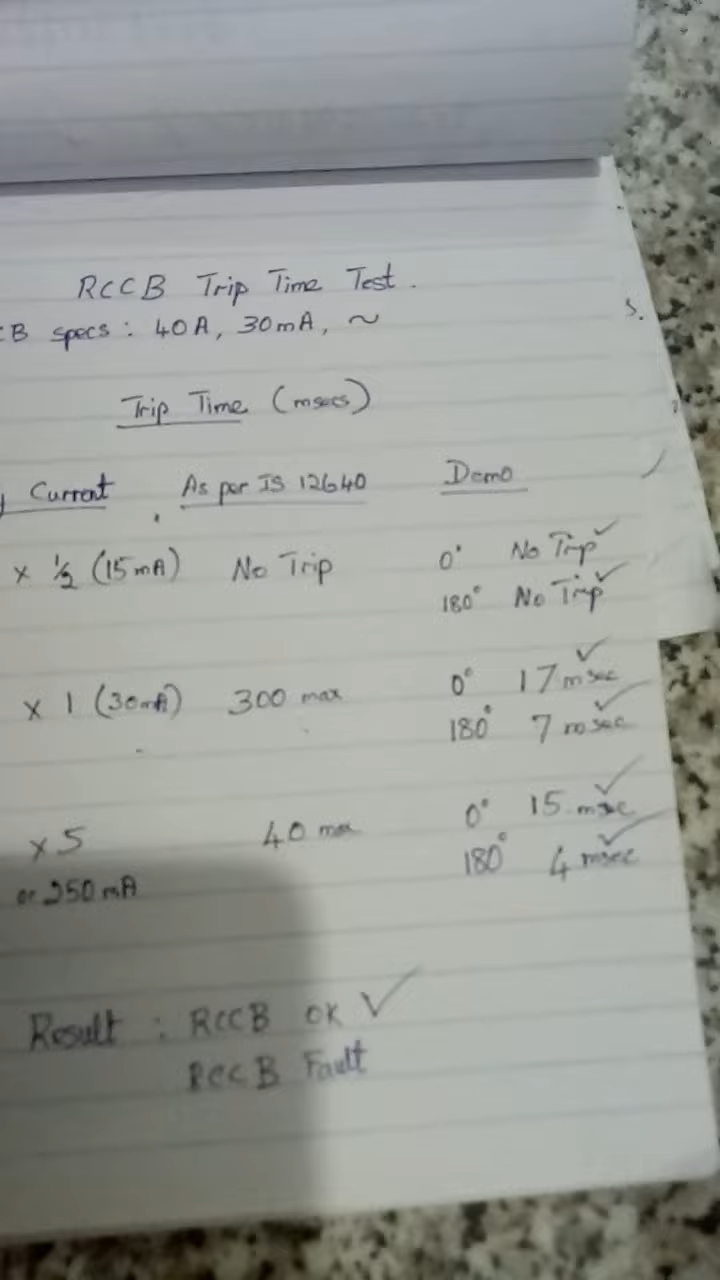 RCCB Trip Time Test.
CB specs: 40A, 30mA, ~
Trip Time (msecs)
Current As per IS 12640 Demo
x ½ (15mA) No Trip 0° No Trip ✓
180° No Trip ✓
x 1 (30mA) 300 max 0° 17 msec ✓
180° 7 msec ✓
x 5 40 max 0° 15 msec ✓
or 250 mA 180° 4 msec ✓
Result : RCCB OK ✓
RCCB Fault